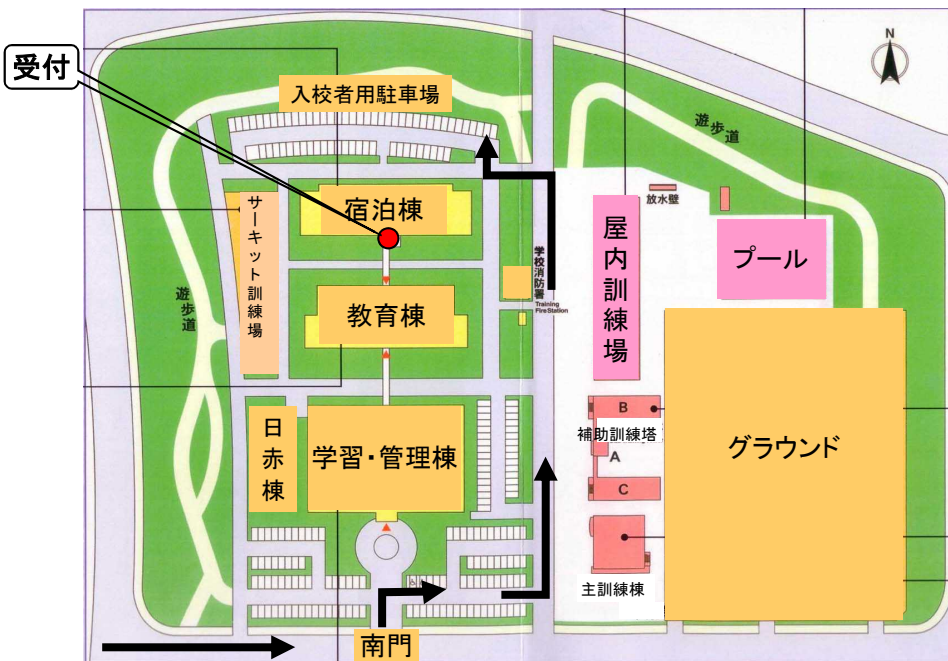 受付
N
入校者用駐車場
遊歩道
放水壁
宿泊棟
屋内訓練場
プール
サーキット訓練場
学校消防署
Training
FireStation
遊歩道
教育棟
B
補助訓練塔
A
C
グラウンド
日赤棟
学習・管理棟
主訓練棟
南門